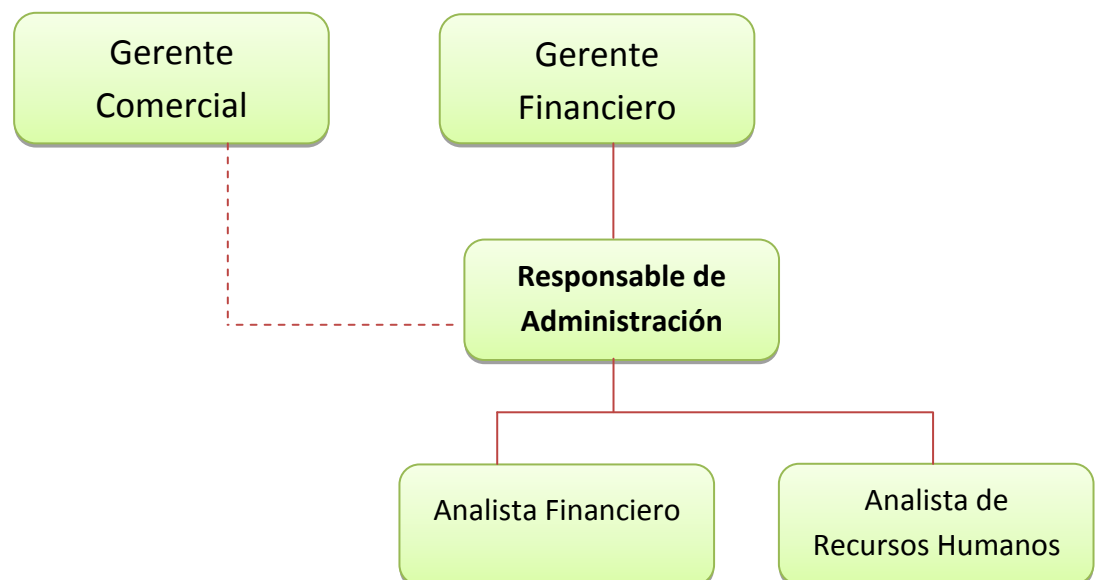 Gerente
Comercial
Gerente
Financiero
Responsable de
Administración
Analista Financiero
Analista de
Recursos Humanos